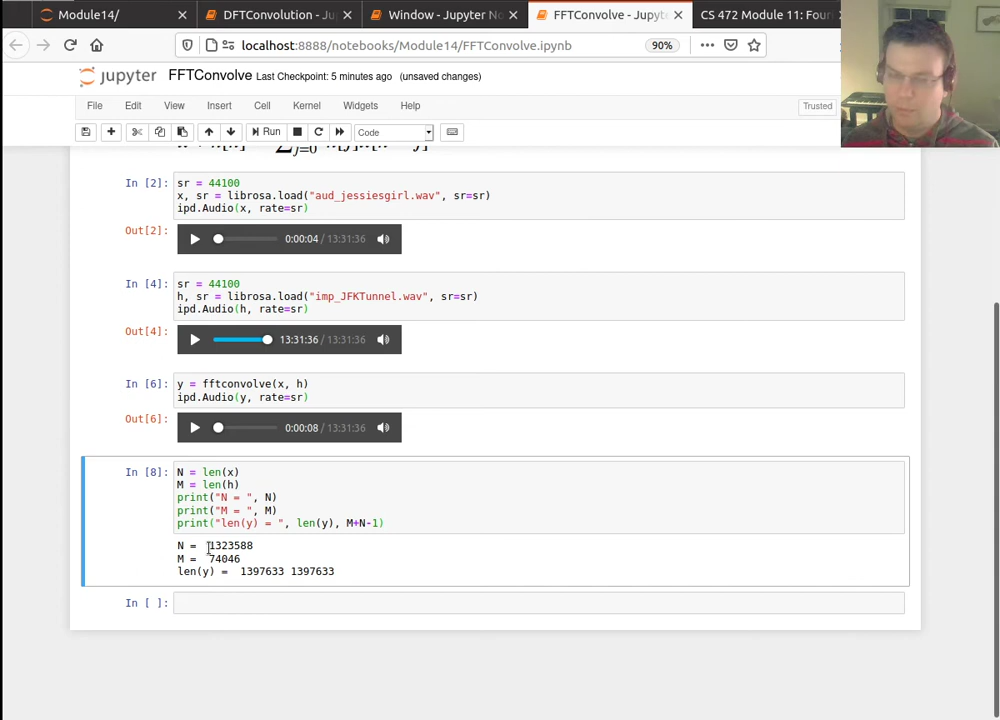 Module14/
DFTConvolution - Ju
Window - Jupyter No
FFTConvolve - Jupyte
CS 472 Module 11: Four
localhost:8888/notebooks/Module14/FFTConvolve.ipynb
90%
jupyter FFTConvolve Last Checkpoint: 5 minutes ago (unsaved changes)
File Edit View Insert Cell Kernel Widgets Help
Trusted
Run
Code
In [2]: sr = 44100
x, sr = librosa.load("aud_jessiesgirl.wav", sr=sr)
ipd.Audio(x, rate=sr)
Out[2]: 0:00:04 / 13:31:36
In [4]: sr = 44100
h, sr = librosa.load("imp_JFKTunnel.wav", sr=sr)
ipd.Audio(h, rate=sr)
Out[4]: 13:31:36 / 13:31:36
In [6]: y = fftconvolve(x, h)
ipd.Audio(y, rate=sr)
Out[6]: 0:00:08 / 13:31:36
In [8]: N = len(x)
M = len(h)
print("N = ", N)
print("M = ", M)
print("len(y) = ", len(y), M+N-1)
N =  1323588
M =  74046
len(y) =  1397633 1397633
In [ ]: